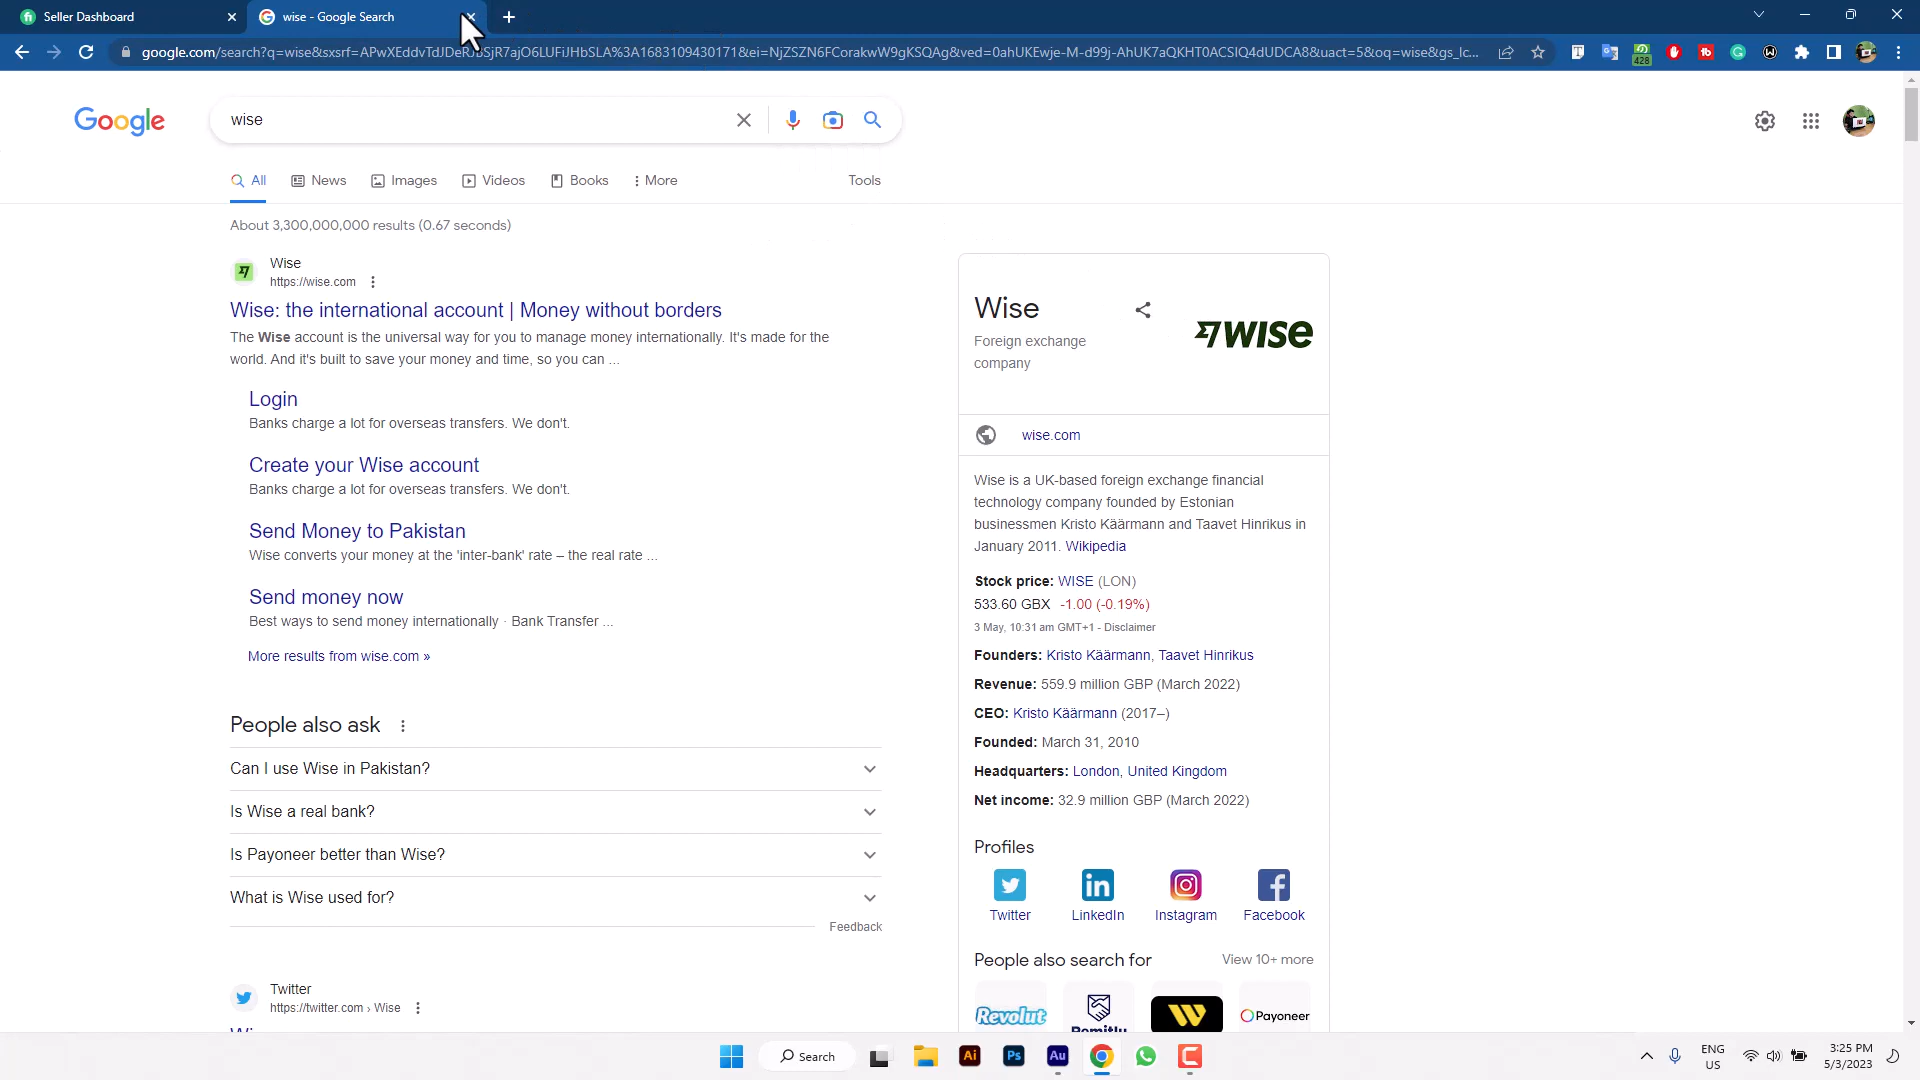 Seller Dashboard
wise - Google Search
google.com/search?q=wise&sxsrf=
Google
wise
All
News
Images
Videos
Books
More
Tools
About 3,300,000,000 results (0.67 seconds)
Wise
https://wise.com
Wise: the international account | Money without borders
The Wise account is the universal way for you to manage money internationally. It's made for the
world. And it's built to save your money and time, so you can ...
Login
Banks charge a lot for overseas transfers. We don't.
Create your Wise account
Banks charge a lot for overseas transfers. We don't.
Send Money to Pakistan
Wise converts your money at the 'inter-bank' rate – the real rate ...
Send money now
Best ways to send money internationally · Bank Transfer ...
More results from wise.com »
People also ask
Can I use Wise in Pakistan?
Is Wise a real bank?
Is Payoneer better than Wise?
What is Wise used for?
Feedback
Twitter
https://twitter.com › Wise
Wise
Foreign exchange
company
WISE
wise.com
Wise is a UK-based foreign exchange financial
technology company founded by Estonian
businessmen Kristo Käärmann and Taavet Hinrikus in
January 2011. Wikipedia
Stock price: WISE (LON)
533.60 GBX -1.00 (-0.19%)
3 May, 10:31 am GMT+1 - Disclaimer
Founders: Kristo Käärmann, Taavet Hinrikus
Revenue: 559.9 million GBP (March 2022)
CEO: Kristo Käärmann (2017–)
Founded: March 31, 2010
Headquarters: London, United Kingdom
Net income: 32.9 million GBP (March 2022)
Profiles
Twitter
LinkedIn
Instagram
Facebook
People also search for
View 10+ more
Revolut
Remitly
Payoneer
428
Search
Ai
Ps
Au
ENG
US
3:25 PM
5/3/2023